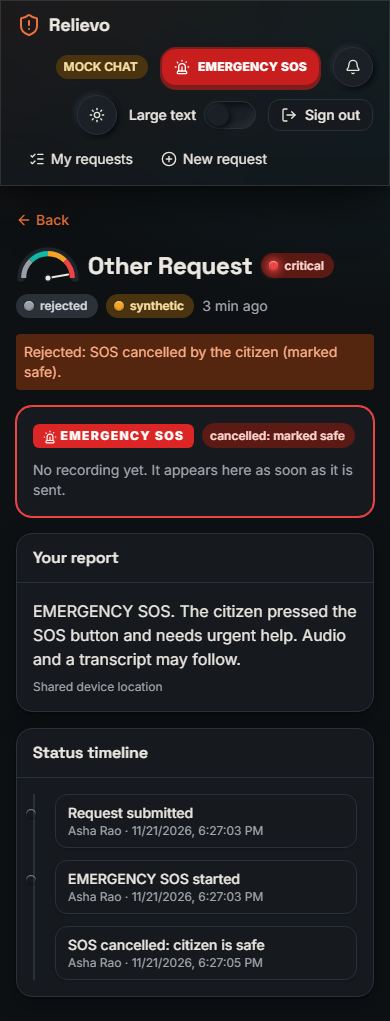 Relievo
MOCK CHAT
EMERGENCY SOS
Large text
Sign out
My requests
New request
← Back
Other Request
critical
rejected
synthetic
3 min ago
Rejected: SOS cancelled by the citizen (marked
safe).
EMERGENCY SOS
cancelled: marked safe
No recording yet. It appears here as soon as it is
sent.
Your report
EMERGENCY SOS. The citizen pressed the
SOS button and needs urgent help. Audio
and a transcript may follow.
Shared device location
Status timeline
Request submitted
Asha Rao · 11/21/2026, 6:27:03 PM
EMERGENCY SOS started
Asha Rao · 11/21/2026, 6:27:03 PM
SOS cancelled: citizen is safe
Asha Rao · 11/21/2026, 6:27:05 PM